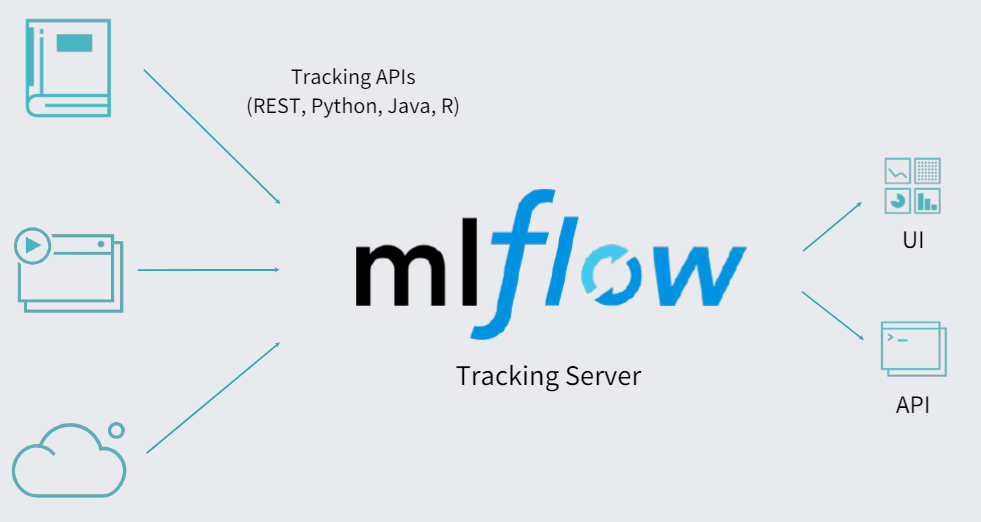 Tracking APIs
(REST, Python, Java, R)
mlflow
Tracking Server
UI
API